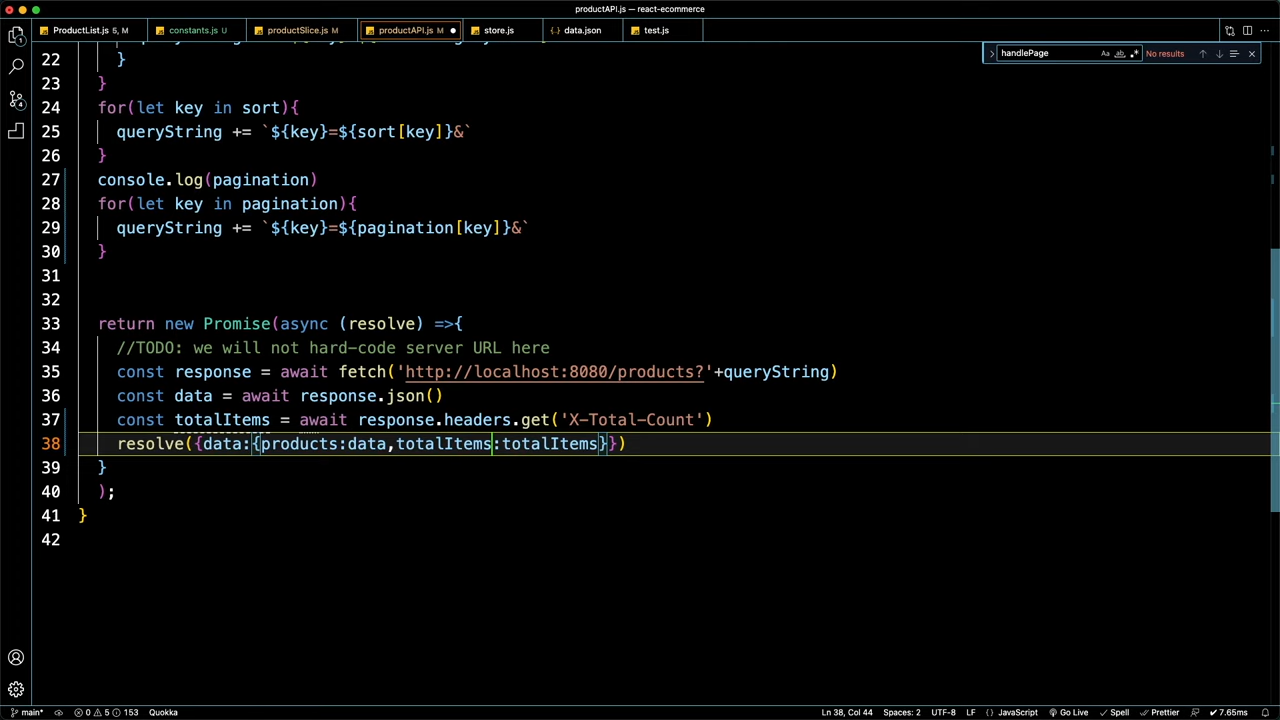 productAPI.js — react-ecommerce
ProductList.js 5, M
constants.js U
productSlice.js M
productAPI.js M
store.js
data.json
test.js
handlePage
No results
22 }
23 }
24 for(let key in sort){
25 queryString += `${key}=${sort[key]}&`
26 }
27 console.log(pagination)
28 for(let key in pagination){
29 queryString += `${key}=${pagination[key]}&`
30 }
31
32
33 return new Promise(async (resolve) =>{
34 //TODO: we will not hard-code server URL here
35 const response = await fetch('http://localhost:8080/products?'+queryString)
36 const data = await response.json()
37 const totalItems = await response.headers.get('X-Total-Count')
38 resolve({data:{products:data,totalItems:totalItems}})
39 }
40 );
41 }
42
main* 0 5 153 Quokka Ln 38, Col 44 Spaces: 2 UTF-8 LF {} JavaScript Go Live Spell Prettier 7.65ms